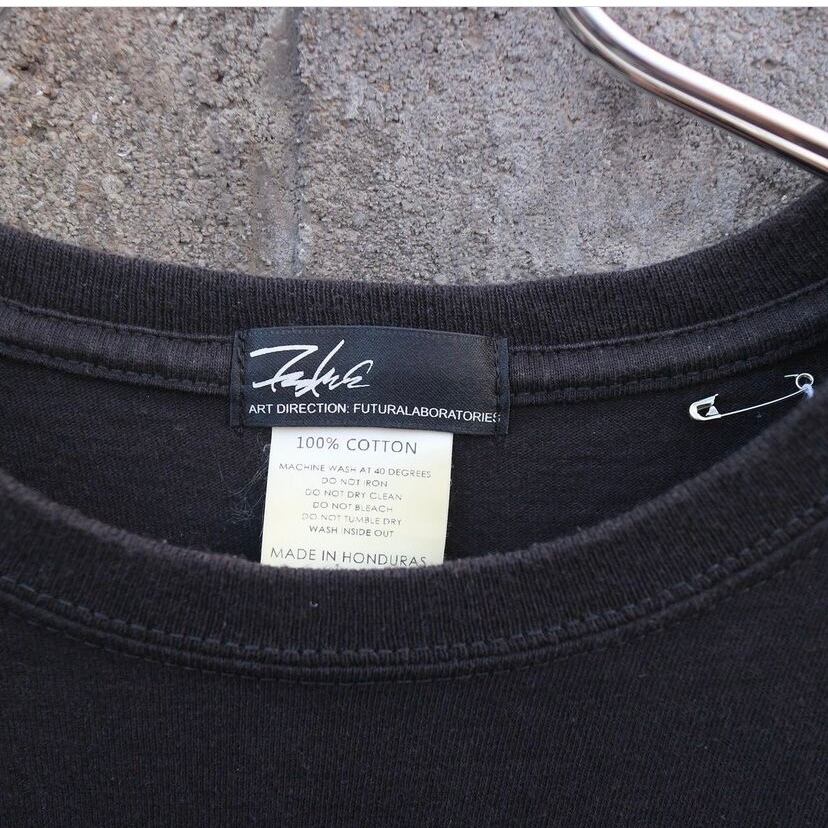 ART DIRECTION: FUTURALABORATORIES
100% COTTON
MACHINE WASH AT 40 DEGREES
DO NOT IRON
DO NOT DRY CLEAN
DO NOT BLEACH
DO NOT TUMBLE DRY
WASH INSIDE OUT
MADE IN HONDURAS